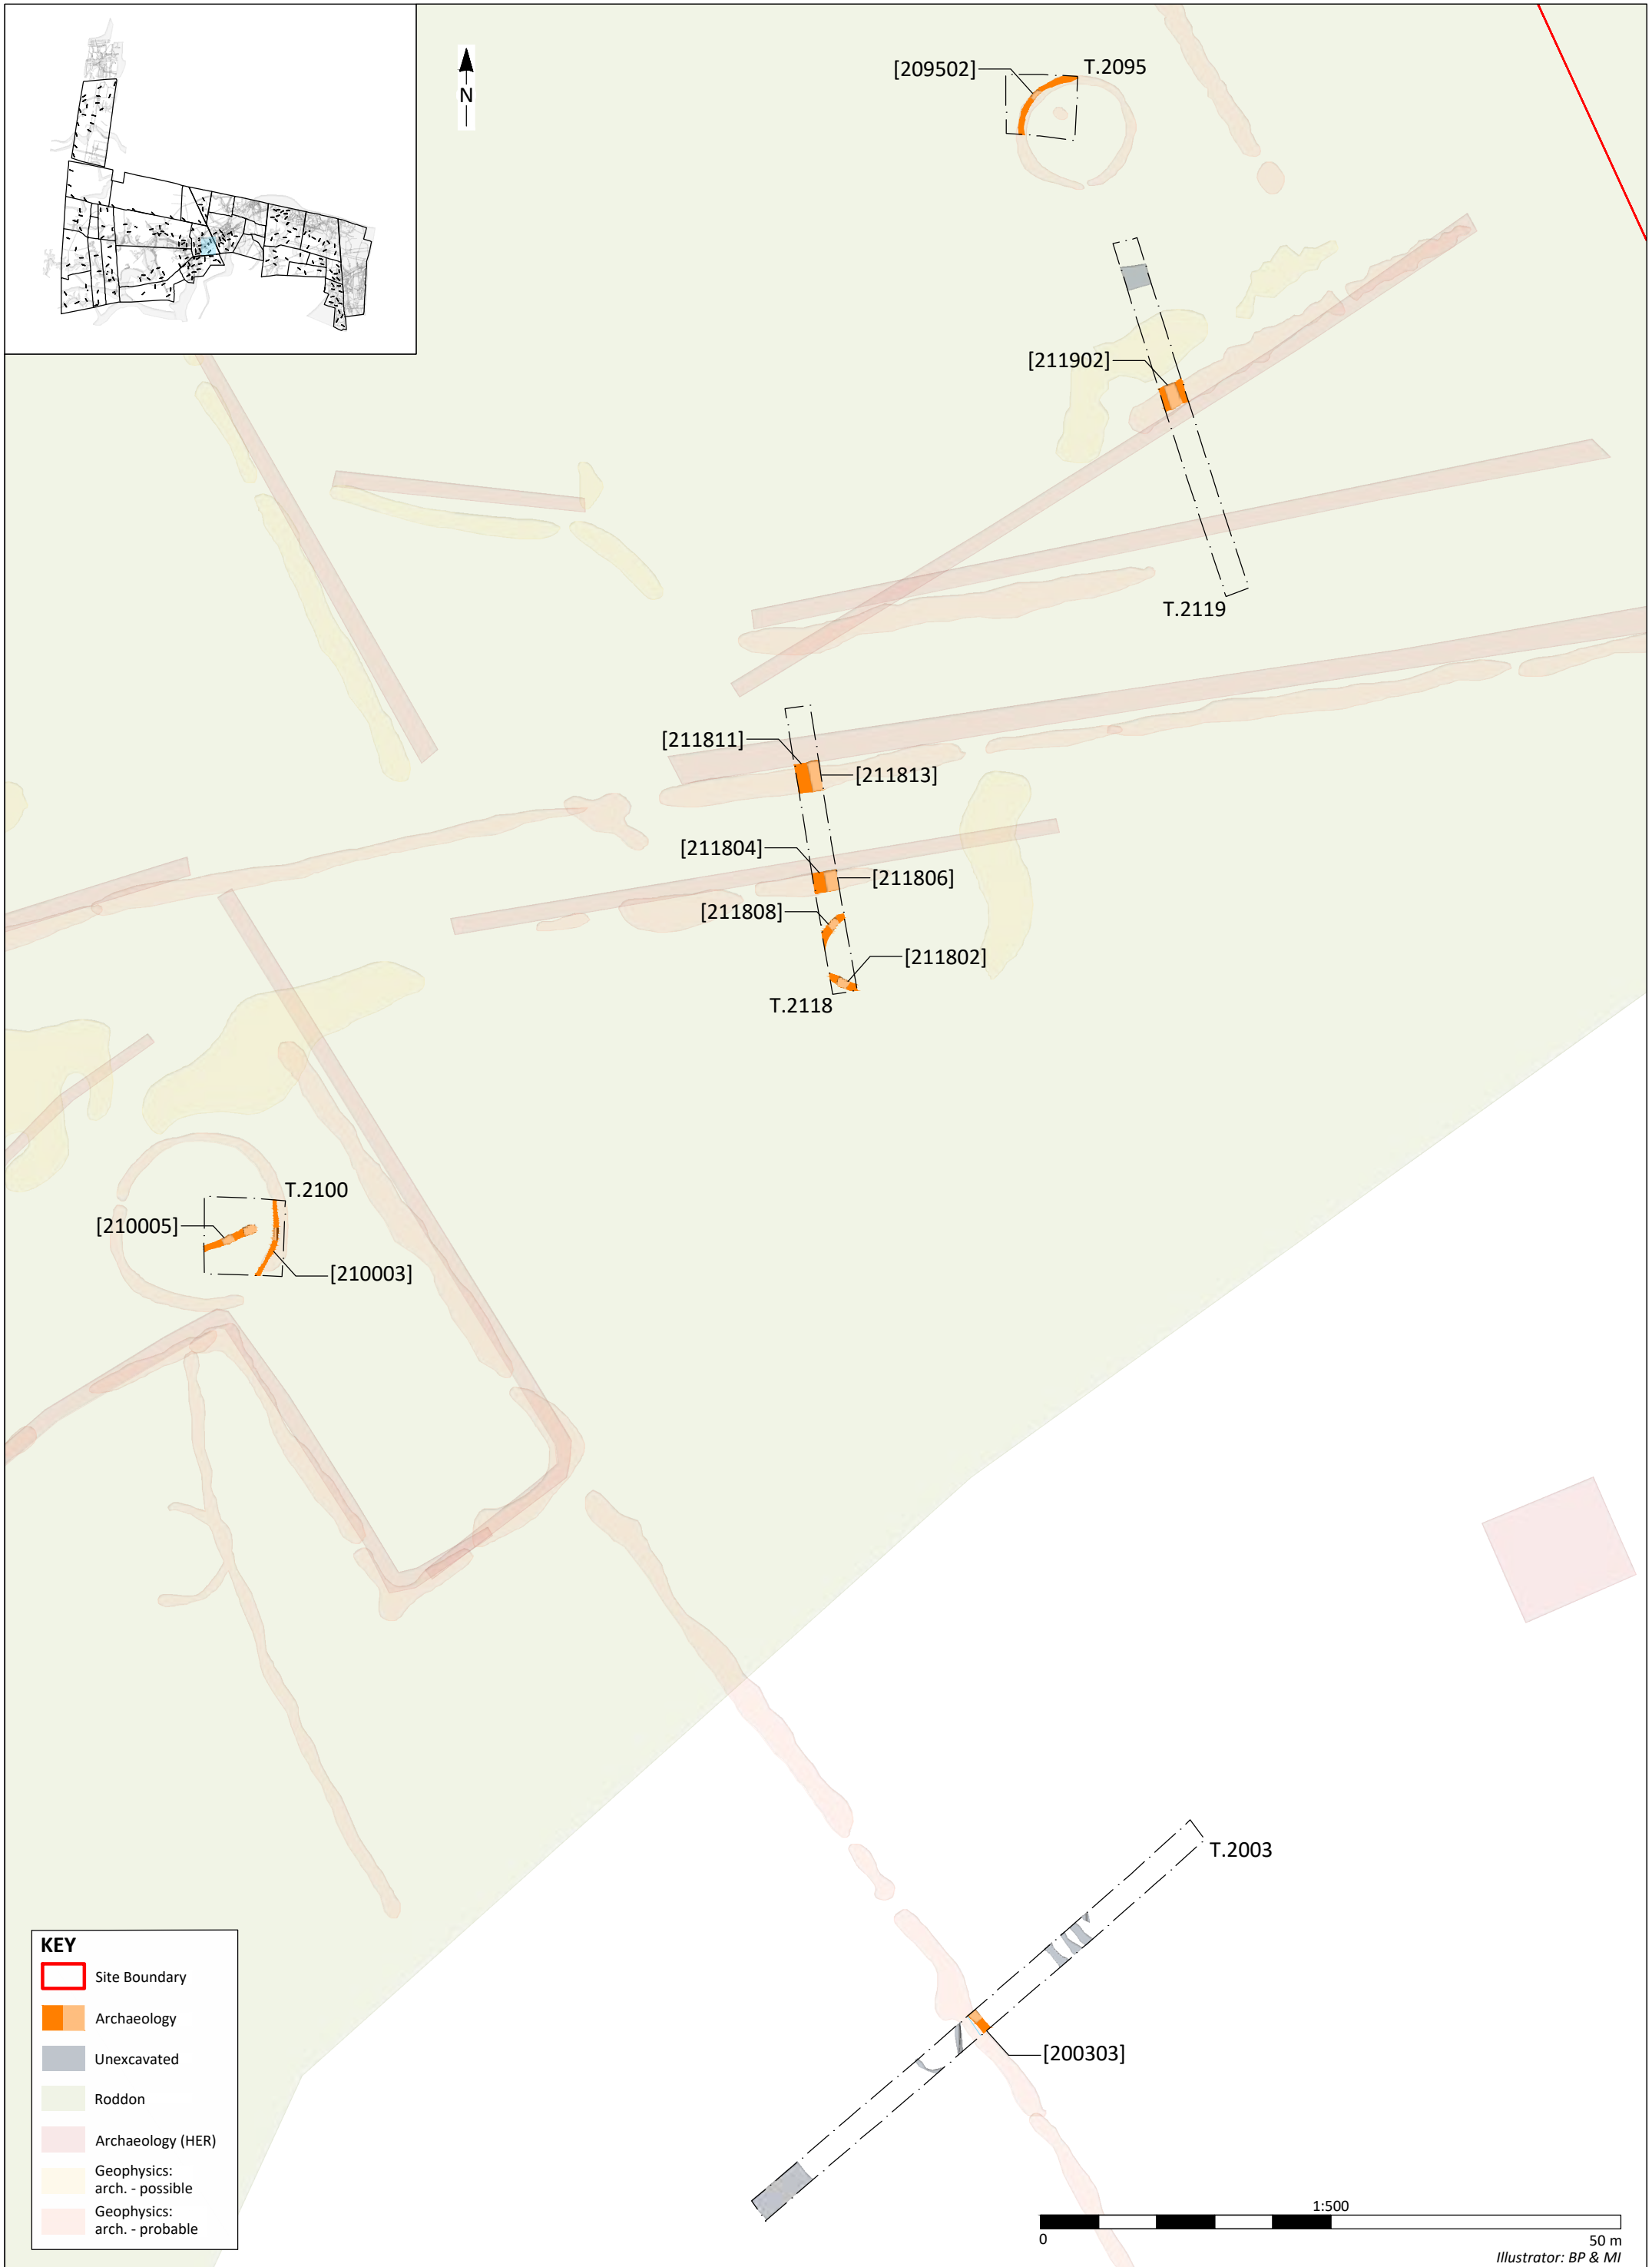 N
[209502]
T.2095
[211902]
T.2119
[211811]
[211813]
[211804]
[211806]
[211808]
[211802]
T.2118
T.2100
[210005]
[210003]
T.2003
[200303]
KEY
Site Boundary
Archaeology
Unexcavated
Roddon
Archaeology (HER)
Geophysics:
arch. - possible
Geophysics:
arch. - probable
1:500
0
50 m
Illustrator: BP & MI